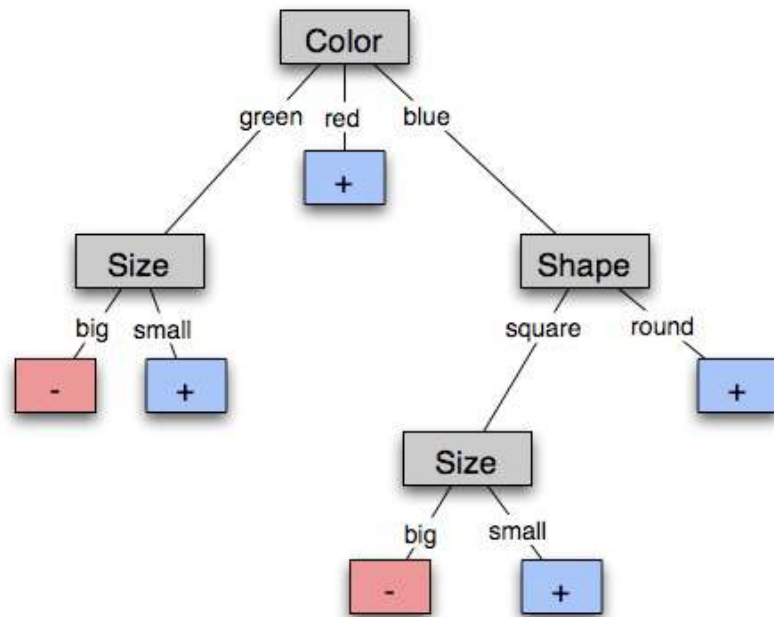 Color
green red blue
+
Size Shape
big small square round
- + +
Size
big small
- +